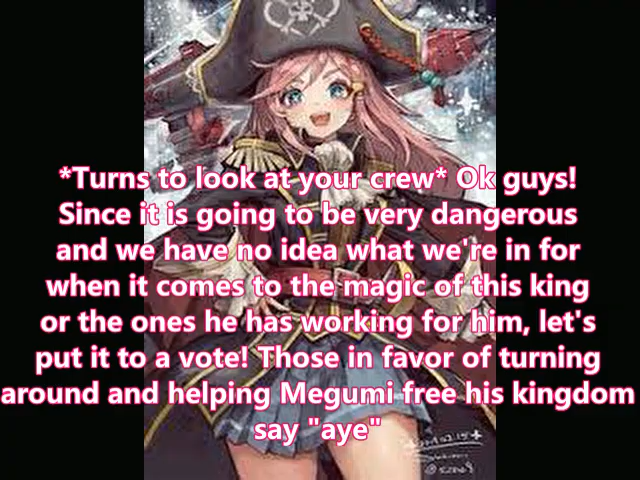 *Turns to look at your crew* Ok guys!
Since it is going to be very dangerous
and we have no idea what we're in for
when it comes to the magic of this king
or the ones he has working for him, let's
put it to a vote! Those in favor of turning
around and helping Megumi free his kingdom
say "aye"